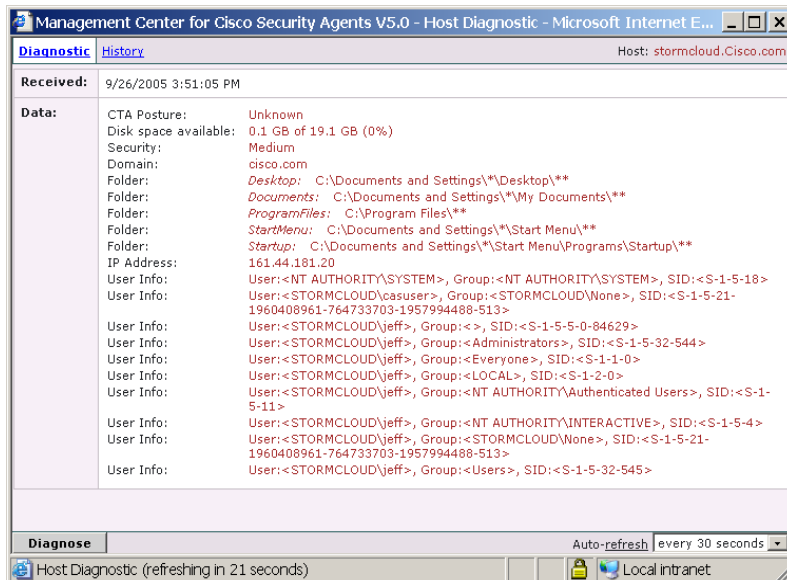 Management Center for Cisco Security Agents V5.0 - Host Diagnostic - Microsoft Internet E...
Diagnostic History Host: stormcloud.Cisco.com
Received: 9/26/2005 3:51:05 PM
Data: CTA Posture: Unknown
Disk space available: 0.1 GB of 19.1 GB (0%)
Security: Medium
Domain: cisco.com
Folder: Desktop: C:\Documents and Settings\*\Desktop\**
Folder: Documents: C:\Documents and Settings\*\My Documents\**
Folder: ProgramFiles: C:\Program Files\**
Folder: StartMenu: C:\Documents and Settings\*\Start Menu\**
Folder: Startup: C:\Documents and Settings\*\Start Menu\Programs\Startup\**
IP Address: 161.44.181.20
User Info: User:<NT AUTHORITY\SYSTEM>, Group:<NT AUTHORITY\SYSTEM>, SID:<S-1-5-18>
User Info: User:<STORMCLOUD\casuser>, Group:<STORMCLOUD\None>, SID:<S-1-5-21-
1960408961-764733703-1957994488-513>
User Info: User:<STORMCLOUD\jeff>, Group:<>, SID:<S-1-5-5-0-84629>
User Info: User:<STORMCLOUD\jeff>, Group:<Administrators>, SID:<S-1-5-32-544>
User Info: User:<STORMCLOUD\jeff>, Group:<Everyone>, SID:<S-1-1-0>
User Info: User:<STORMCLOUD\jeff>, Group:<LOCAL>, SID:<S-1-2-0>
User Info: User:<STORMCLOUD\jeff>, Group:<NT AUTHORITY\Authenticated Users>, SID:<S-1-
5-11>
User Info: User:<STORMCLOUD\jeff>, Group:<NT AUTHORITY\INTERACTIVE>, SID:<S-1-5-4>
User Info: User:<STORMCLOUD\jeff>, Group:<STORMCLOUD\None>, SID:<S-1-5-21-
1960408961-764733703-1957994488-513>
User Info: User:<STORMCLOUD\jeff>, Group:<Users>, SID:<S-1-5-32-545>
Diagnose Auto-refresh every 30 seconds
Host Diagnostic (refreshing in 21 seconds) Local intranet